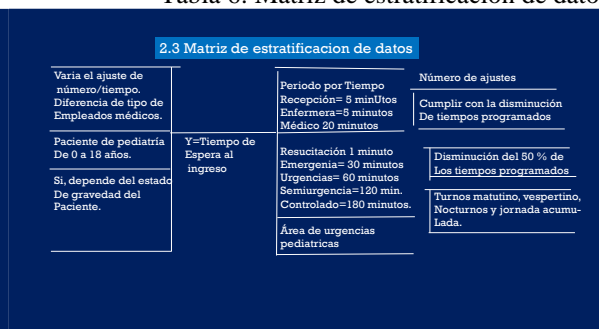 Tabla 6. Matriz de estratificación de dato
2.3 Matriz de estratificacion de datos
Varia el ajuste de
número/tiempo.
Diferencia de tipo de
Empleados médicos.
Paciente de pediatría
De 0 a 18 años.
Si, depende del estado
De gravedad del
Paciente.
Y=Tiempo de
Espera al
ingreso
Periodo por Tiempo
Recepción= 5 minUtos
Enfermera=5 minutos
Médico 20 minutos
Resucitación 1 minuto
Emergenia= 30 minutos
Urgencias= 60 minutos
Semiurgencia=120 min.
Controlado=180 minutos.
Área de urgencias
pediatricas
Número de ajustes
Cumplir con la disminución
De tiempos programados
Disminución del 50 % de
Los tiempos programados
Turnos matutino, vespertino,
Nocturnos y jornada acumu-
Lada.